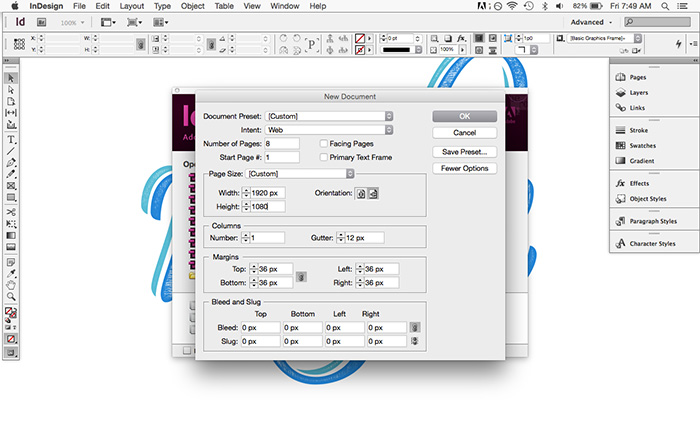 InDesign File Edit Layout Type Object Table View Window Help 82% Fri 7:49 AM
Id 100% Advanced
X: W: 0 pt 1p0 [Basic Graphics Frame]+
Y: H: 100%
New Document
Document Preset: [Custom] OK
Intent: Web Cancel
Number of Pages: 8 Facing Pages Save Preset...
Start Page #: 1 Primary Text Frame Fewer Options
Page Size: [Custom]
Width: 1920 px Orientation:
Height: 1080
Columns
Number: 1 Gutter: 12 px
Margins
Top: 36 px Left: 36 px
Bottom: 36 px Right: 36 px
Bleed and Slug
Top Bottom Left Right
Bleed: 0 px 0 px 0 px 0 px
Slug: 0 px 0 px 0 px 0 px
Pages
Layers
Links
Stroke
Swatches
Gradient
Effects
Object Styles
Paragraph Styles
Character Styles